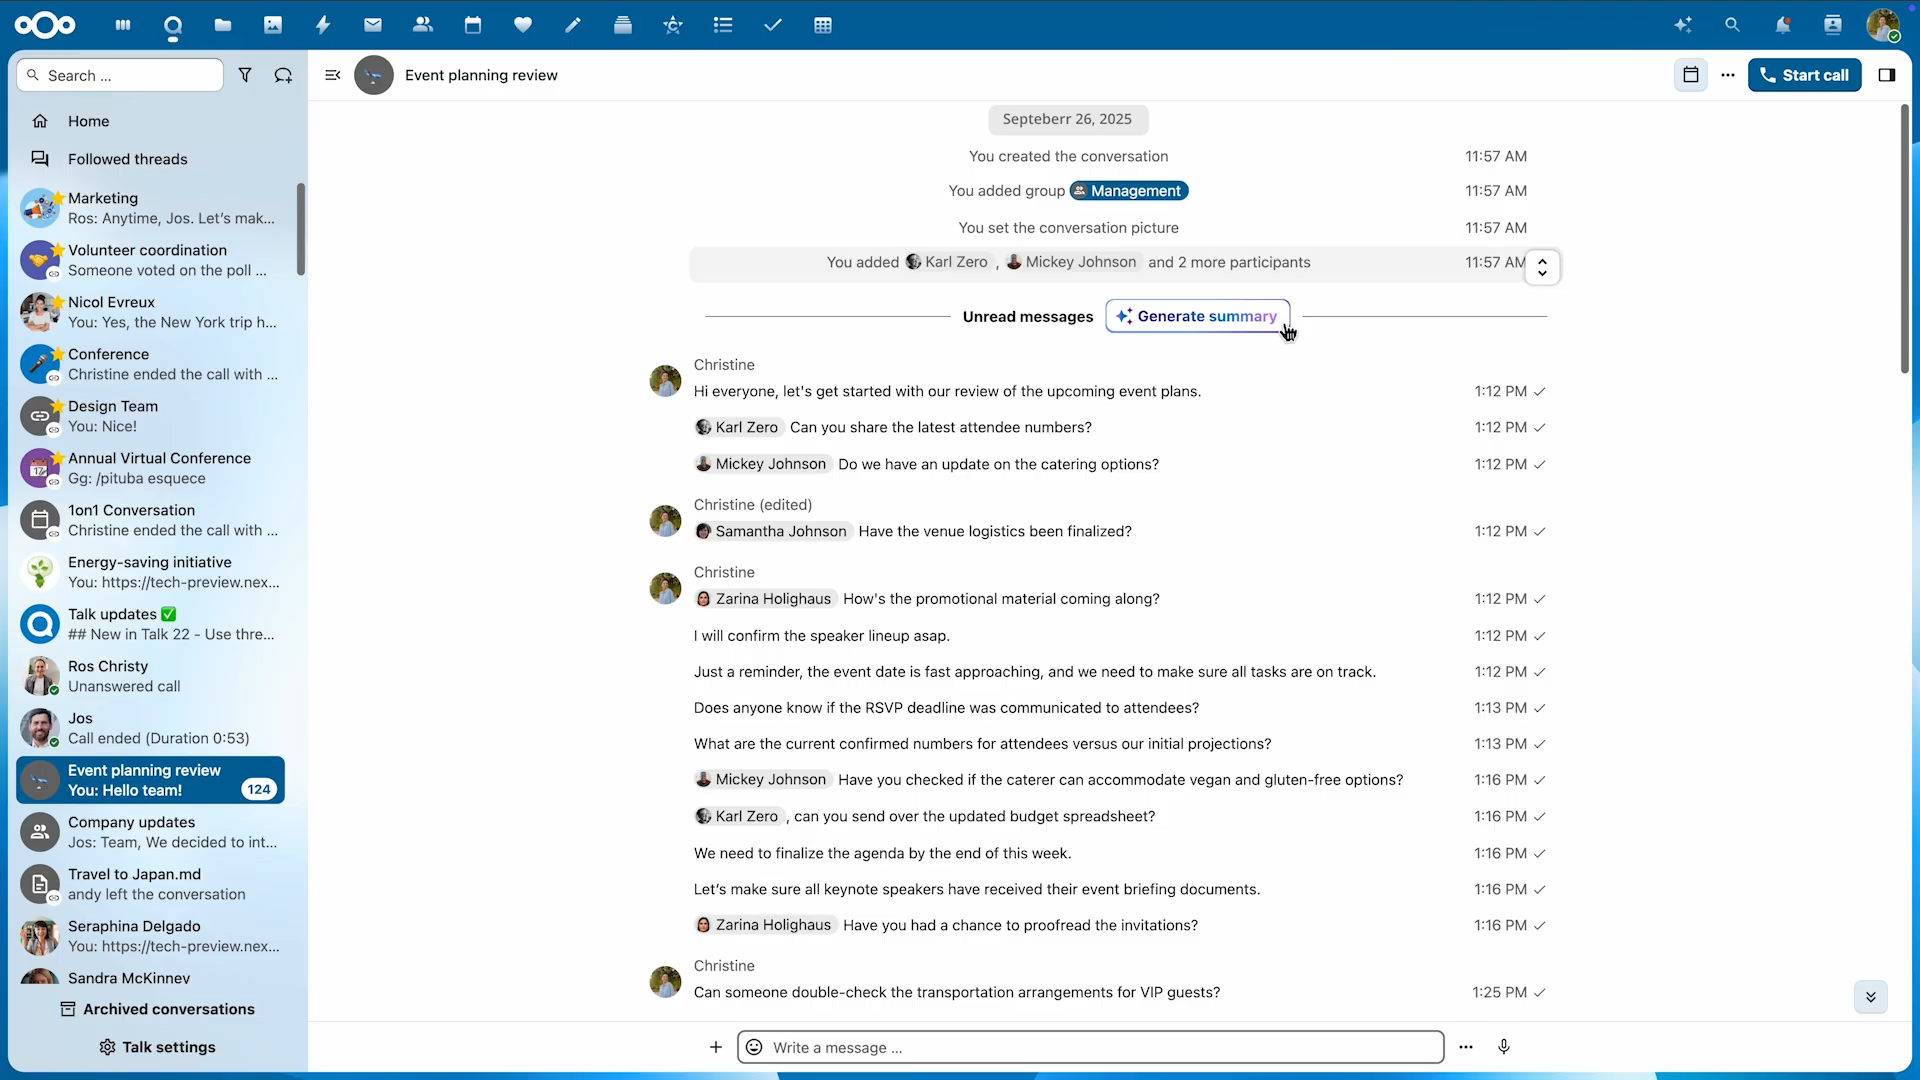 Search ...
Home
Followed threads
Marketing
Ros: Anytime, Jos. Let's mak...
Volunteer coordination
Someone voted on the poll ...
Nicol Evreux
You: Yes, the New York trip h...
Conference
Christine ended the call with ...
Design Team
You: Nice!
Annual Virtual Conference
Gg: /pituba esquece
1on1 Conversation
Christine ended the call with ...
Energy-saving initiative
You: https://tech-preview.nex...
Talk updates ✅
## New in Talk 22 - Use thre...
Ros Christy
Unanswered call
Jos
Call ended (Duration 0:53)
Event planning review
You: Hello team! 124
Company updates
Jos: Team, We decided to int...
Travel to Japan.md
andy left the conversation
Seraphina Delgado
You: https://tech-preview.nex...
Sandra McKinney
Archived conversations
Talk settings
Event planning review
Start call
Septeberr 26, 2025
You created the conversation 11:57 AM
You added group Management 11:57 AM
You set the conversation picture 11:57 AM
You added Karl Zero , Mickey Johnson and 2 more participants 11:57 AM
Unread messages Generate summary
Christine
Hi everyone, let's get started with our review of the upcoming event plans. 1:12 PM
Karl Zero Can you share the latest attendee numbers? 1:12 PM
Mickey Johnson Do we have an update on the catering options? 1:12 PM
Christine (edited)
Samantha Johnson Have the venue logistics been finalized? 1:12 PM
Christine
Zarina Holighaus How's the promotional material coming along? 1:12 PM
I will confirm the speaker lineup asap. 1:12 PM
Just a reminder, the event date is fast approaching, and we need to make sure all tasks are on track. 1:12 PM
Does anyone know if the RSVP deadline was communicated to attendees? 1:13 PM
What are the current confirmed numbers for attendees versus our initial projections? 1:13 PM
Mickey Johnson Have you checked if the caterer can accommodate vegan and gluten-free options? 1:16 PM
Karl Zero , can you send over the updated budget spreadsheet? 1:16 PM
We need to finalize the agenda by the end of this week. 1:16 PM
Let's make sure all keynote speakers have received their event briefing documents. 1:16 PM
Zarina Holighaus Have you had a chance to proofread the invitations? 1:16 PM
Christine
Can someone double-check the transportation arrangements for VIP guests? 1:25 PM
Write a message ...